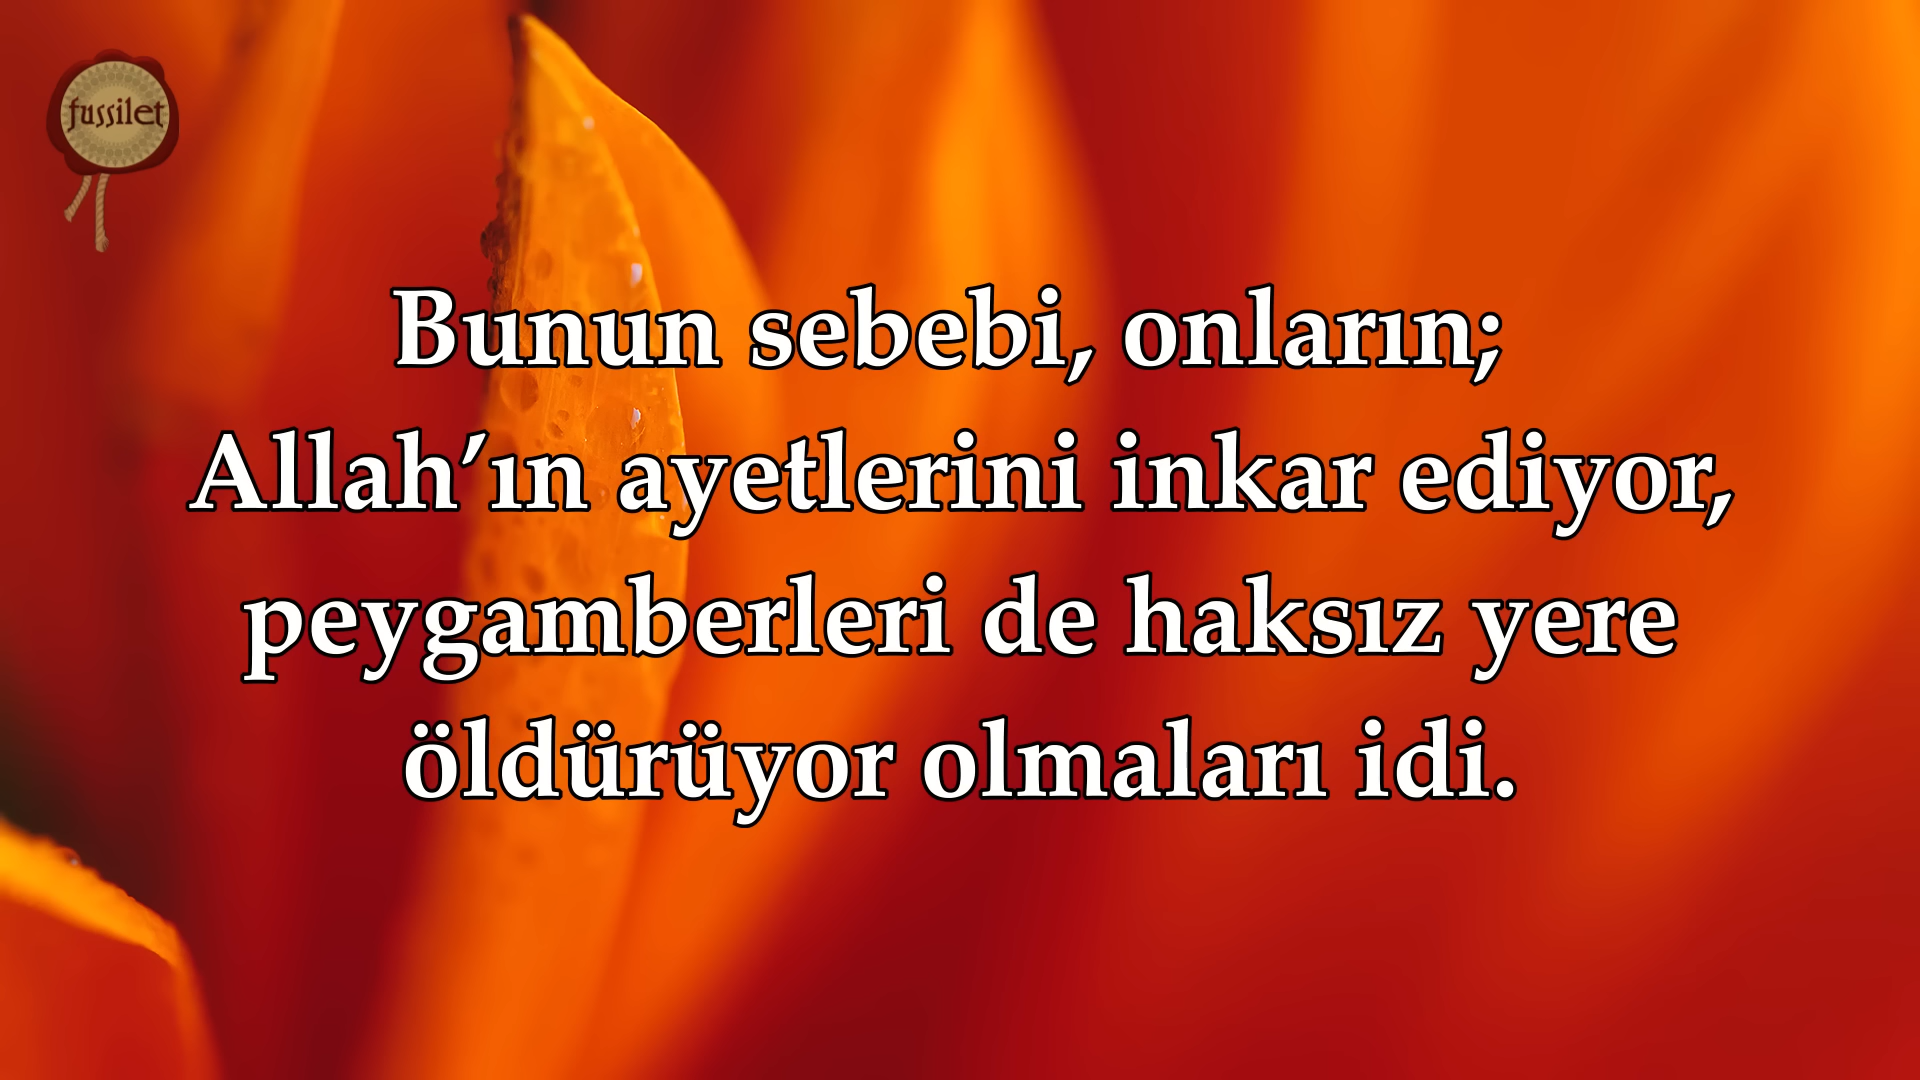 fussilet
Bunun sebebi, onların;
Allah’ın ayetlerini inkar ediyor,
peygamberleri de haksız yere
öldürüyor olmaları idi.